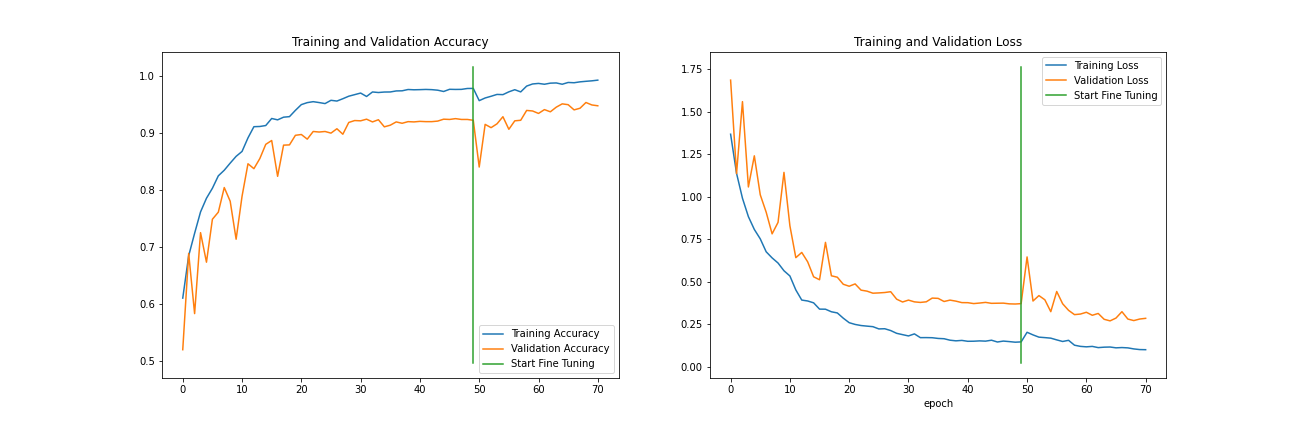 Training and Validation Accuracy
1.0
0.9
0.8
0.7
0.6
0.5
0 10 20 30 40 50 60 70
Training Accuracy
Validation Accuracy
Start Fine Tuning
Training and Validation Loss
1.75
1.50
1.25
1.00
0.75
0.50
0.25
0.00
0 10 20 30 40 50 60 70
epoch
Training Loss
Validation Loss
Start Fine Tuning